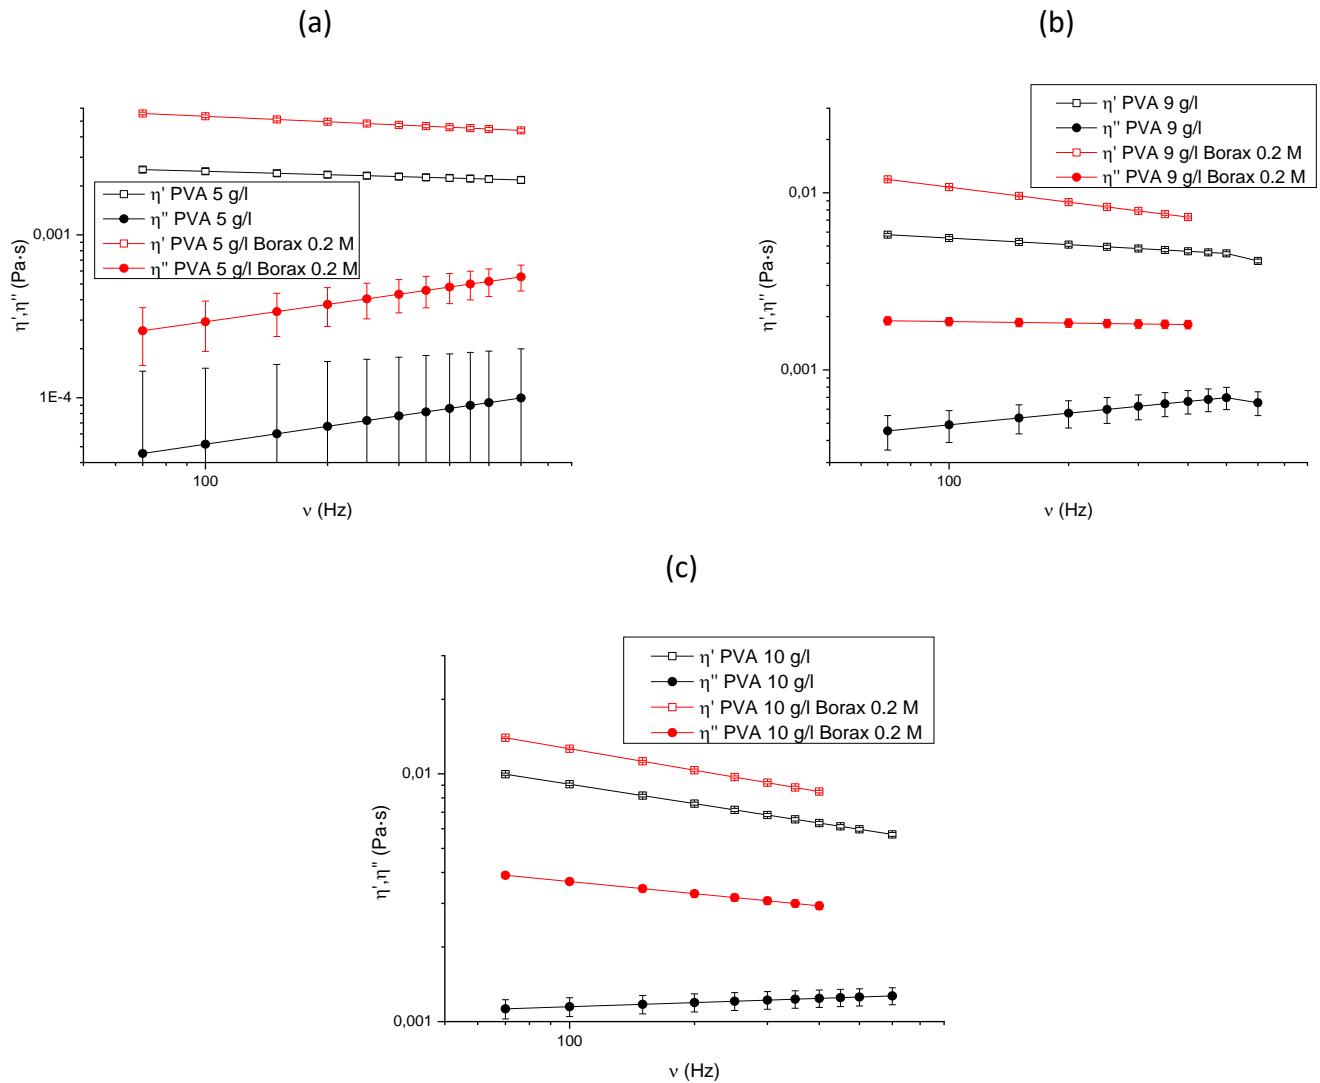 (a)
η' PVA 5 g/l
η'' PVA 5 g/l
η' PVA 5 g/l Borax 0.2 M
η'' PVA 5 g/l Borax 0.2 M
0,001
1E-4
η',η'' (Pa·s)
100
ν (Hz)
(b)
η' PVA 9 g/l
η'' PVA 9 g/l
η' PVA 9 g/l Borax 0.2 M
η'' PVA 9 g/l Borax 0.2 M
0,01
0,001
η',η'' (Pa·s)
100
ν (Hz)
(c)
η' PVA 10 g/l
η'' PVA 10 g/l
η' PVA 10 g/l Borax 0.2 M
η'' PVA 10 g/l Borax 0.2 M
0,01
0,001
η',η'' (Pa·s)
100
ν (Hz)